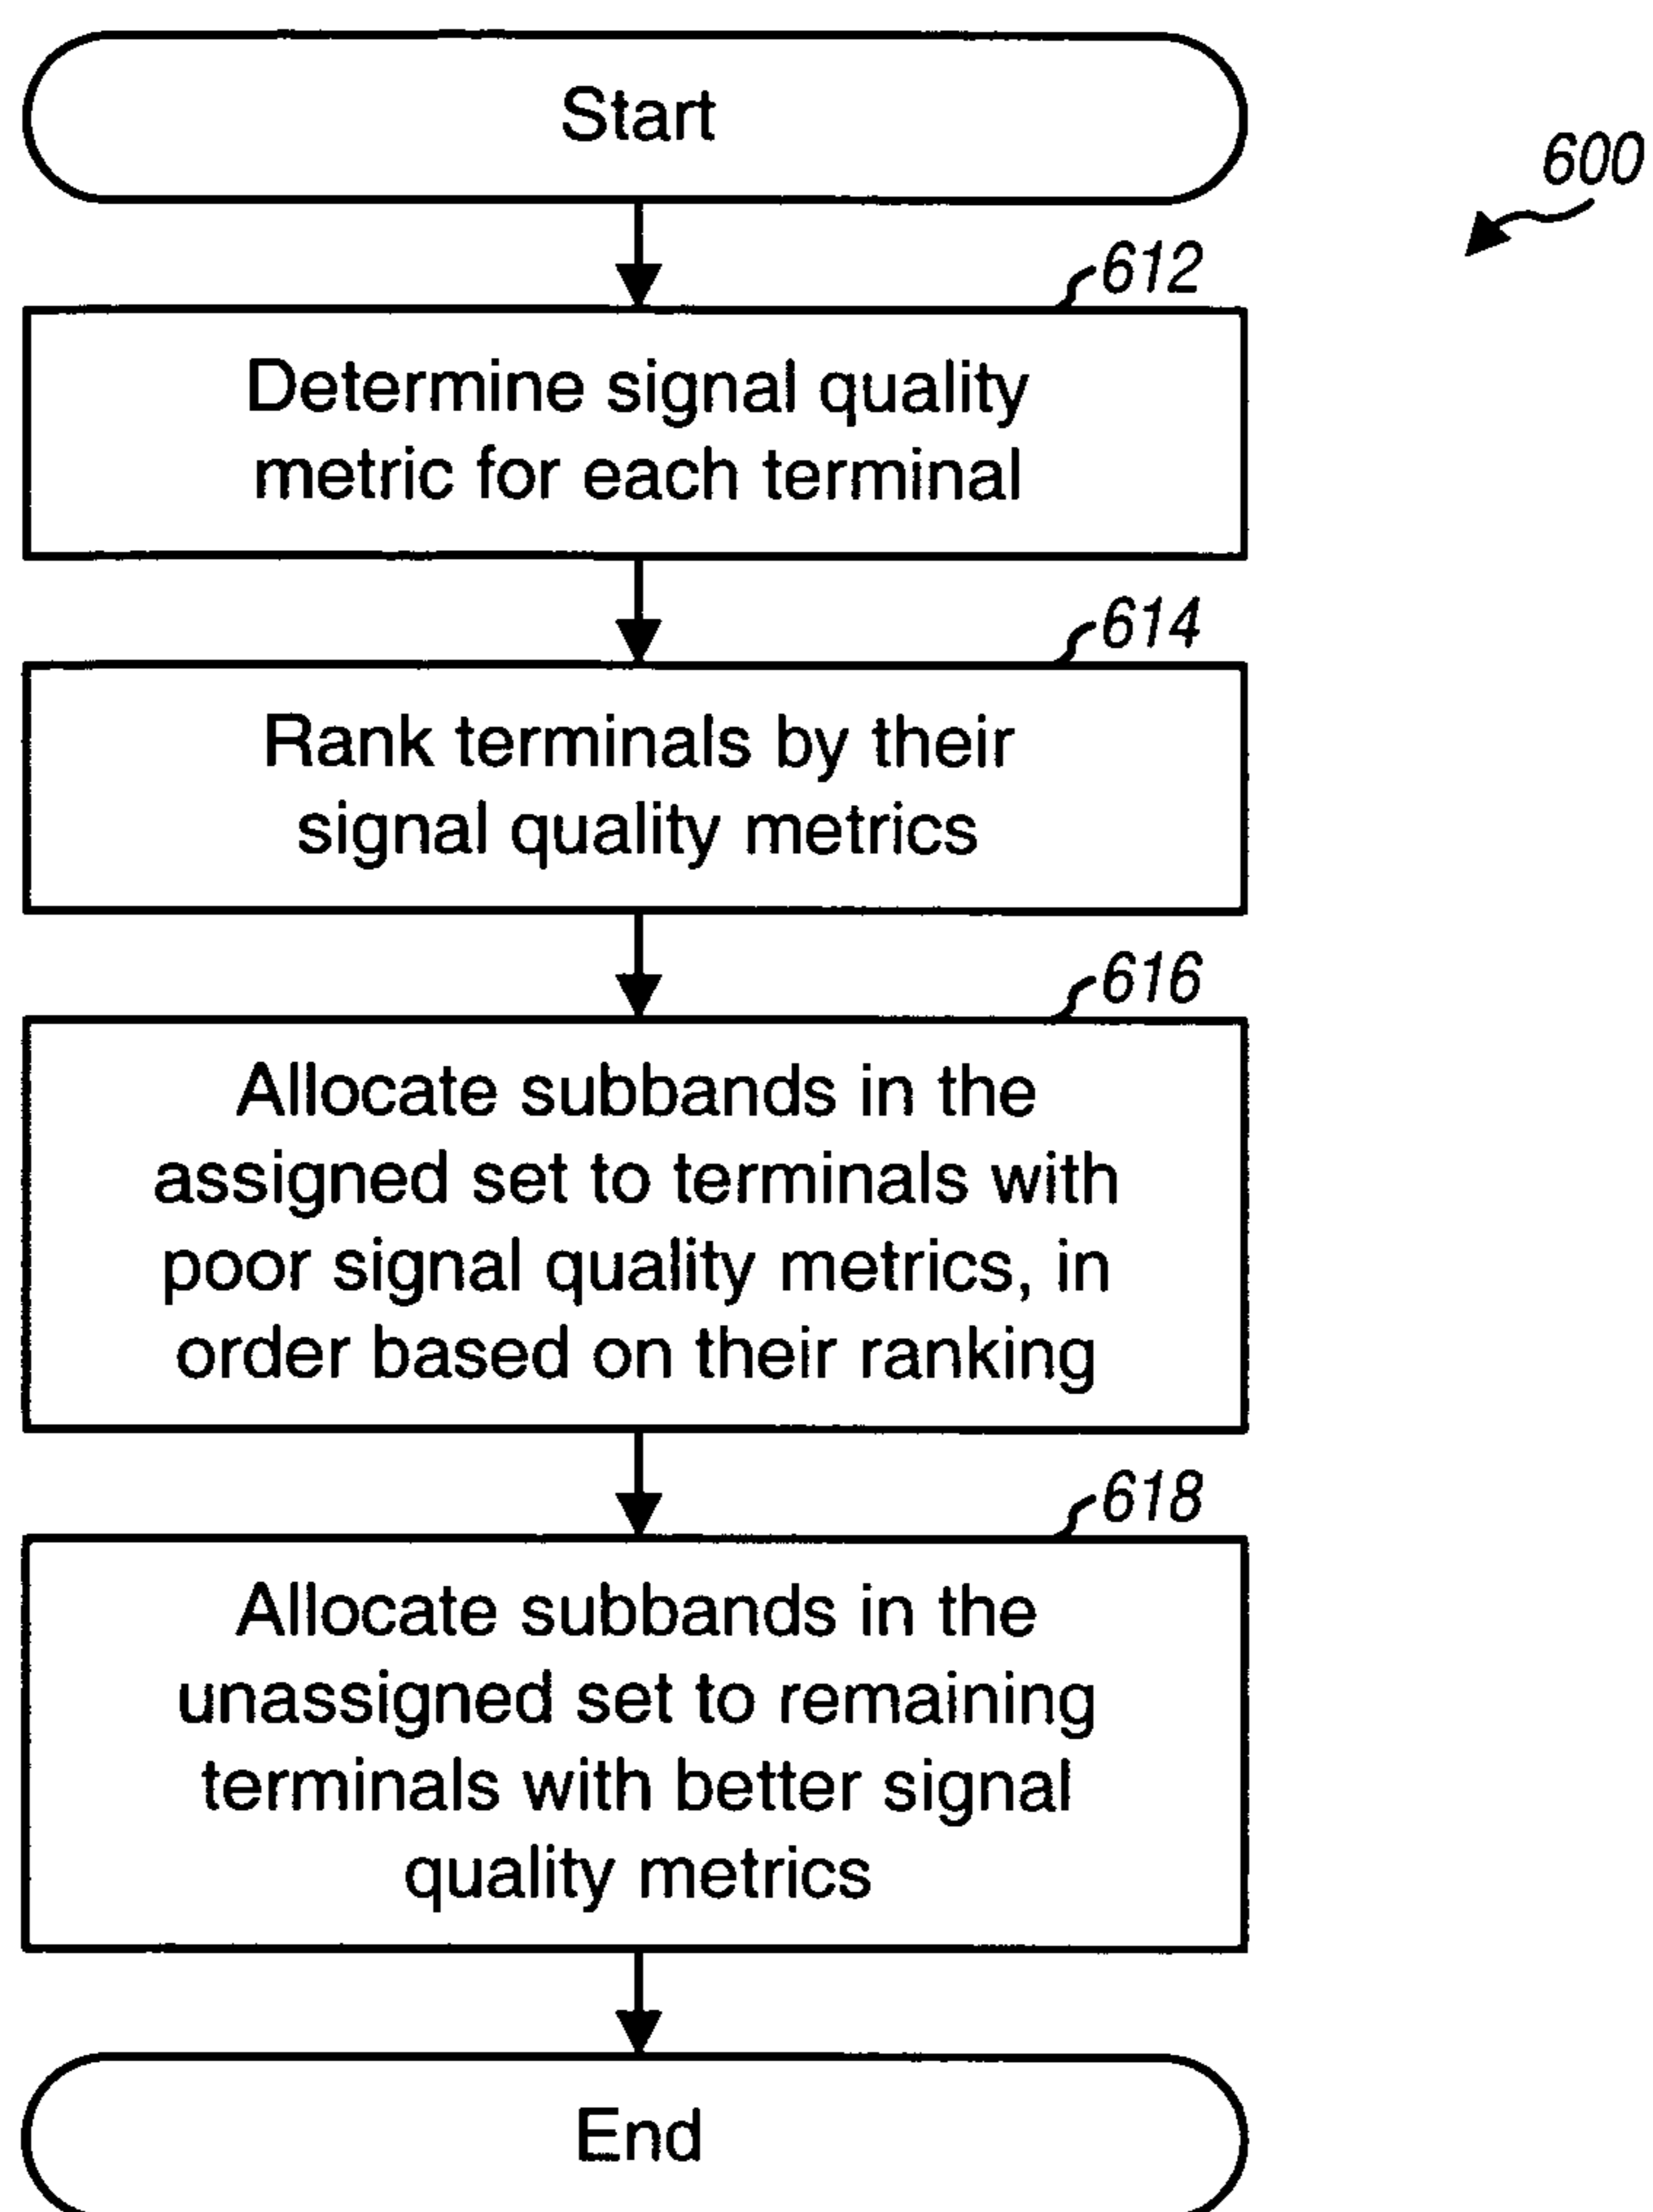 Start
600
612
Determine signal quality
metric for each terminal
614
Rank terminals by their
signal quality metrics
616
Allocate subbands in the
assigned set to terminals with
poor signal quality metrics, in
order based on their ranking
618
Allocate subbands in the
unassigned set to remaining
terminals with better signal
quality metrics
End